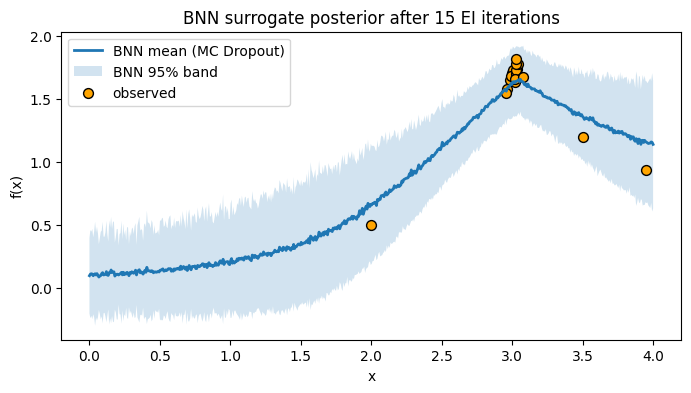 BNN surrogate posterior after 15 EI iterations
BNN mean (MC Dropout)
BNN 95% band
observed
f(x)
2.0
1.5
1.0
0.5
0.0
0.0 0.5 1.0 1.5 2.0 2.5 3.0 3.5 4.0
x